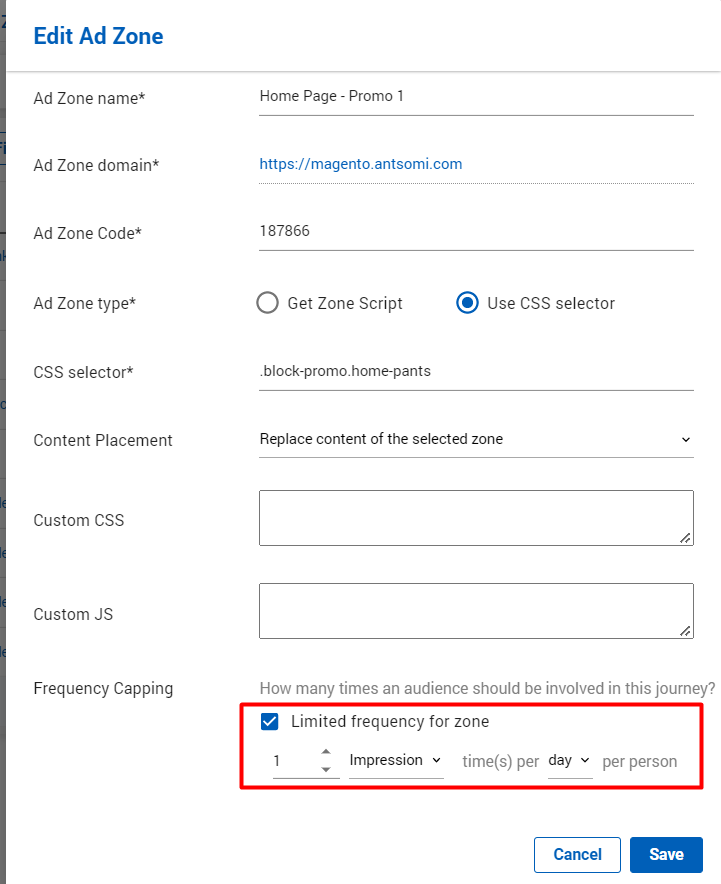 Edit Ad Zone
Ad Zone name* Home Page - Promo 1
Ad Zone domain* https://magento.antsomi.com
Ad Zone Code* 187866
Ad Zone type* Get Zone Script Use CSS selector
CSS selector* .block-promo.home-pants
Content Placement Replace content of the selected zone
Custom CSS
Custom JS
Frequency Capping How many times an audience should be involved in this journey?
Limited frequency for zone
1 Impression time(s) per day per person
Cancel Save